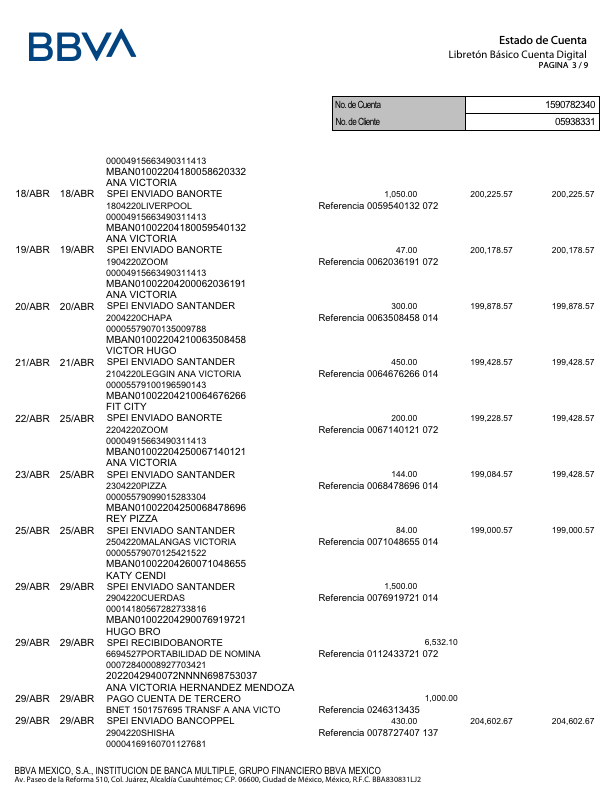 BBVA
Estado de Cuenta
Libretón Básico Cuenta Digital
PAGINA 3 / 9
No. de Cuenta 1590782340
No. de Cliente 05938331
00004915663490311413
MBAN01002204180058620332
ANA VICTORIA
18/ABR 18/ABR SPEI ENVIADO BANORTE 1,050.00 200,225.57 200,225.57
1804220LIVERPOOL Referencia 0059540132 072
00004915663490311413
MBAN01002204180059540132
ANA VICTORIA
19/ABR 19/ABR SPEI ENVIADO BANORTE 47.00 200,178.57 200,178.57
1904220ZOOM Referencia 0062036191 072
00004915663490311413
MBAN01002204200062036191
ANA VICTORIA
20/ABR 20/ABR SPEI ENVIADO SANTANDER 300.00 199,878.57 199,878.57
2004220CHAPA Referencia 0063508458 014
00005579070135009788
MBAN01002204210063508458
VICTOR HUGO
21/ABR 21/ABR SPEI ENVIADO SANTANDER 450.00 199,428.57 199,428.57
2104220LEGGIN ANA VICTORIA Referencia 0064676266 014
00005579100196590143
MBAN01002204210064676266
FIT CITY
22/ABR 25/ABR SPEI ENVIADO BANORTE 200.00 199,228.57 199,428.57
2204220ZOOM Referencia 0067140121 072
00004915663490311413
MBAN01002204250067140121
ANA VICTORIA
23/ABR 25/ABR SPEI ENVIADO SANTANDER 144.00 199,084.57 199,428.57
2304220PIZZA Referencia 0068478696 014
00005579099015283304
MBAN01002204250068478696
REY PIZZA
25/ABR 25/ABR SPEI ENVIADO SANTANDER 84.00 199,000.57 199,000.57
2504220MALANGAS VICTORIA Referencia 0071048655 014
00005579070125421522
MBAN01002204260071048655
KATY CENDI
29/ABR 29/ABR SPEI ENVIADO SANTANDER 1,500.00
2904220CUERDAS Referencia 0076919721 014
00014180567282733816
MBAN01002204290076919721
HUGO BRO
29/ABR 29/ABR SPEI RECIBIDOBANORTE 6,532.10
6694527PORTABILIDAD DE NOMINA Referencia 0112433721 072
00072840008927703421
2022042940072NNNN698753037
ANA VICTORIA HERNANDEZ MENDOZA
29/ABR 29/ABR PAGO CUENTA DE TERCERO 1,000.00
BNET 1501757695 TRANSF A ANA VICTO Referencia 0246313435
29/ABR 29/ABR SPEI ENVIADO BANCOPPEL 430.00 204,602.67 204,602.67
2904220SHISHA Referencia 0078727407 137
00004169160701127681
BBVA MEXICO, S.A., INSTITUCION DE BANCA MULTIPLE, GRUPO FINANCIERO BBVA MEXICO
Av. Paseo de la Reforma 510, Col. Juárez, Alcaldía Cuauhtémoc; C.P. 06600, Ciudad de México, México, R.F.C. BBA830831LJ2